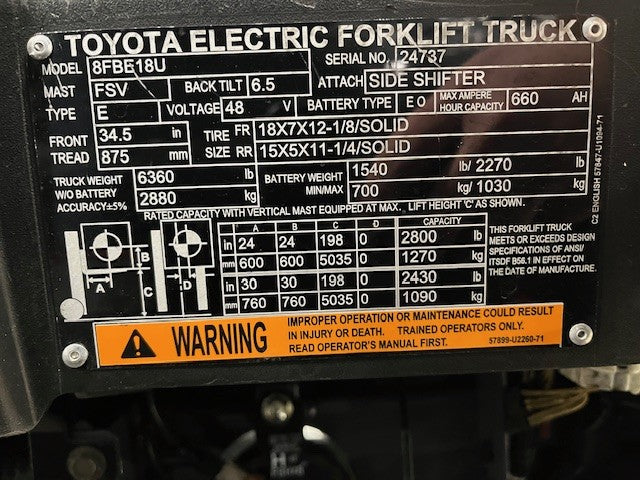 TOYOTA ELECTRIC FORKLIFT TRUCK
MODEL 8FBE18U SERIAL NO. 24737
MAST FSV BACK TILT 6.5 ATTACH SIDE SHIFTER
TYPE E VOLTAGE 48 V BATTERY TYPE E O MAX AMPERE HOUR CAPACITY 660 AH
FRONT TREAD 34.5 in TIRE SIZE FR 18X7X12-1/8/SOLID
875 mm RR 15X5X11-1/4/SOLID
TRUCK WEIGHT W/O BATTERY ACCURACY±5% 6360 lb BATTERY WEIGHT MIN/MAX 1540 lb/ 2270 lb
2880 kg 700 kg/ 1030 kg
RATED CAPACITY WITH VERTICAL MAST EQUIPPED AT MAX. LIFT HEIGHT 'C' AS SHOWN.
A B C D CAPACITY
in 24 24 198 0 2800 lb
mm 600 600 5035 0 1270 kg
in 30 30 198 0 2430 lb
mm 760 760 5035 0 1090 kg
A B C D
THIS FORKLIFT TRUCK
MEETS OR EXCEEDS DESIGN
SPECIFICATIONS OF ANSI/
ITSDF B56.1 IN EFFECT ON
THE DATE OF MANUFACTURE.
C2 ENGLISH 57847-U1094-71
WARNING
IMPROPER OPERATION OR MAINTENANCE COULD RESULT
IN INJURY OR DEATH. TRAINED OPERATORS ONLY.
READ OPERATOR'S MANUAL FIRST. 57899-U2260-71
H